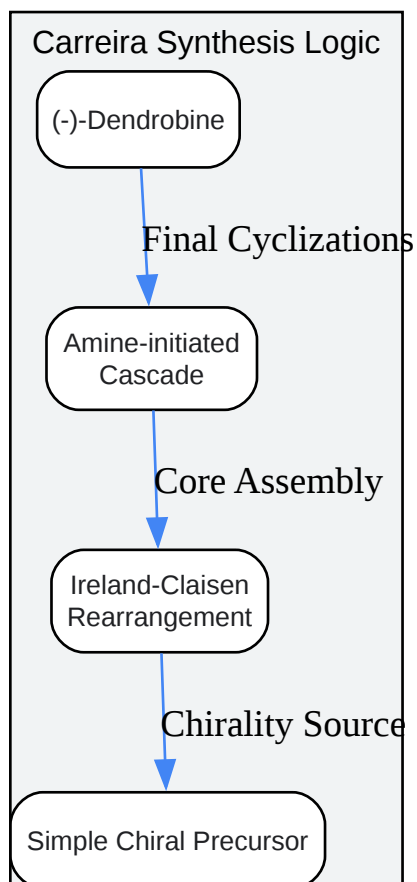 Carreira Synthesis Logic
(-)-Dendrobine
Final Cyclizations
Amine-initiated
Cascade
Core Assembly
Ireland-Claisen
Rearrangement
Chirality Source
Simple Chiral Precursor